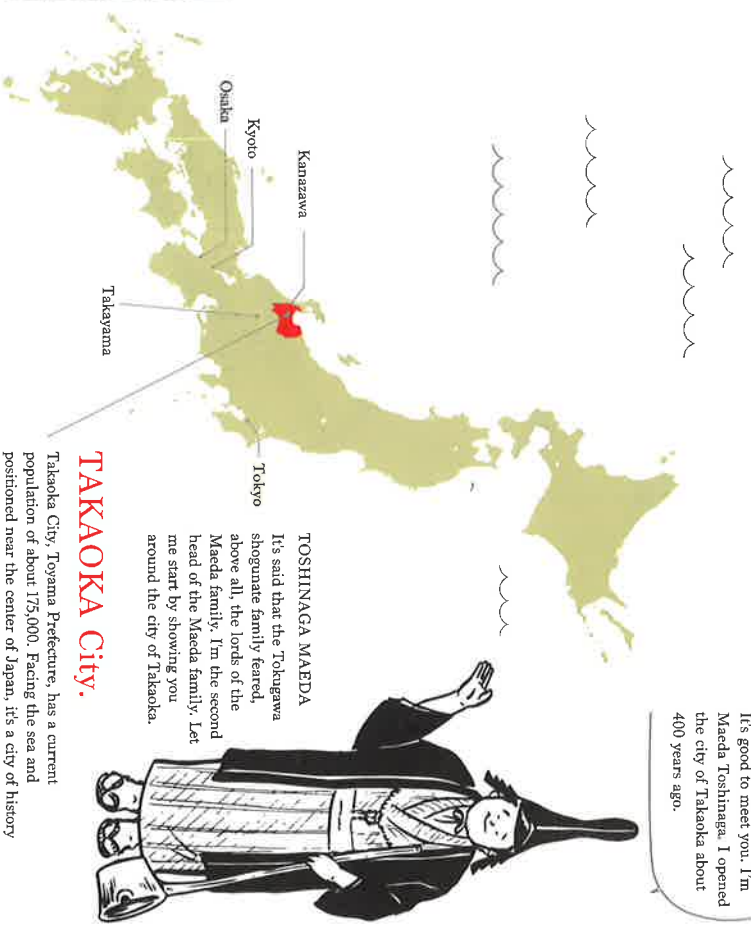 It's good to meet you. I'm
Maeda Toshinaga. I opened
the city of Takaoka about
400 years ago.
Kanazawa
Kyoto
Osaka
Takayama
Tokyo
TOSHINAGA MAEDA
It's said that the Tokugawa
shogunate family feared,
above all, the lords of the
Maeda family. I'm the second
head of the Maeda family. Let
me start by showing you
around the city of Takaoka.
TAKAOKA City.
Takaoka City, Toyama Prefecture, has a current
population of about 175,000. Facing the sea and
positioned near the center of Japan, it's a city of history